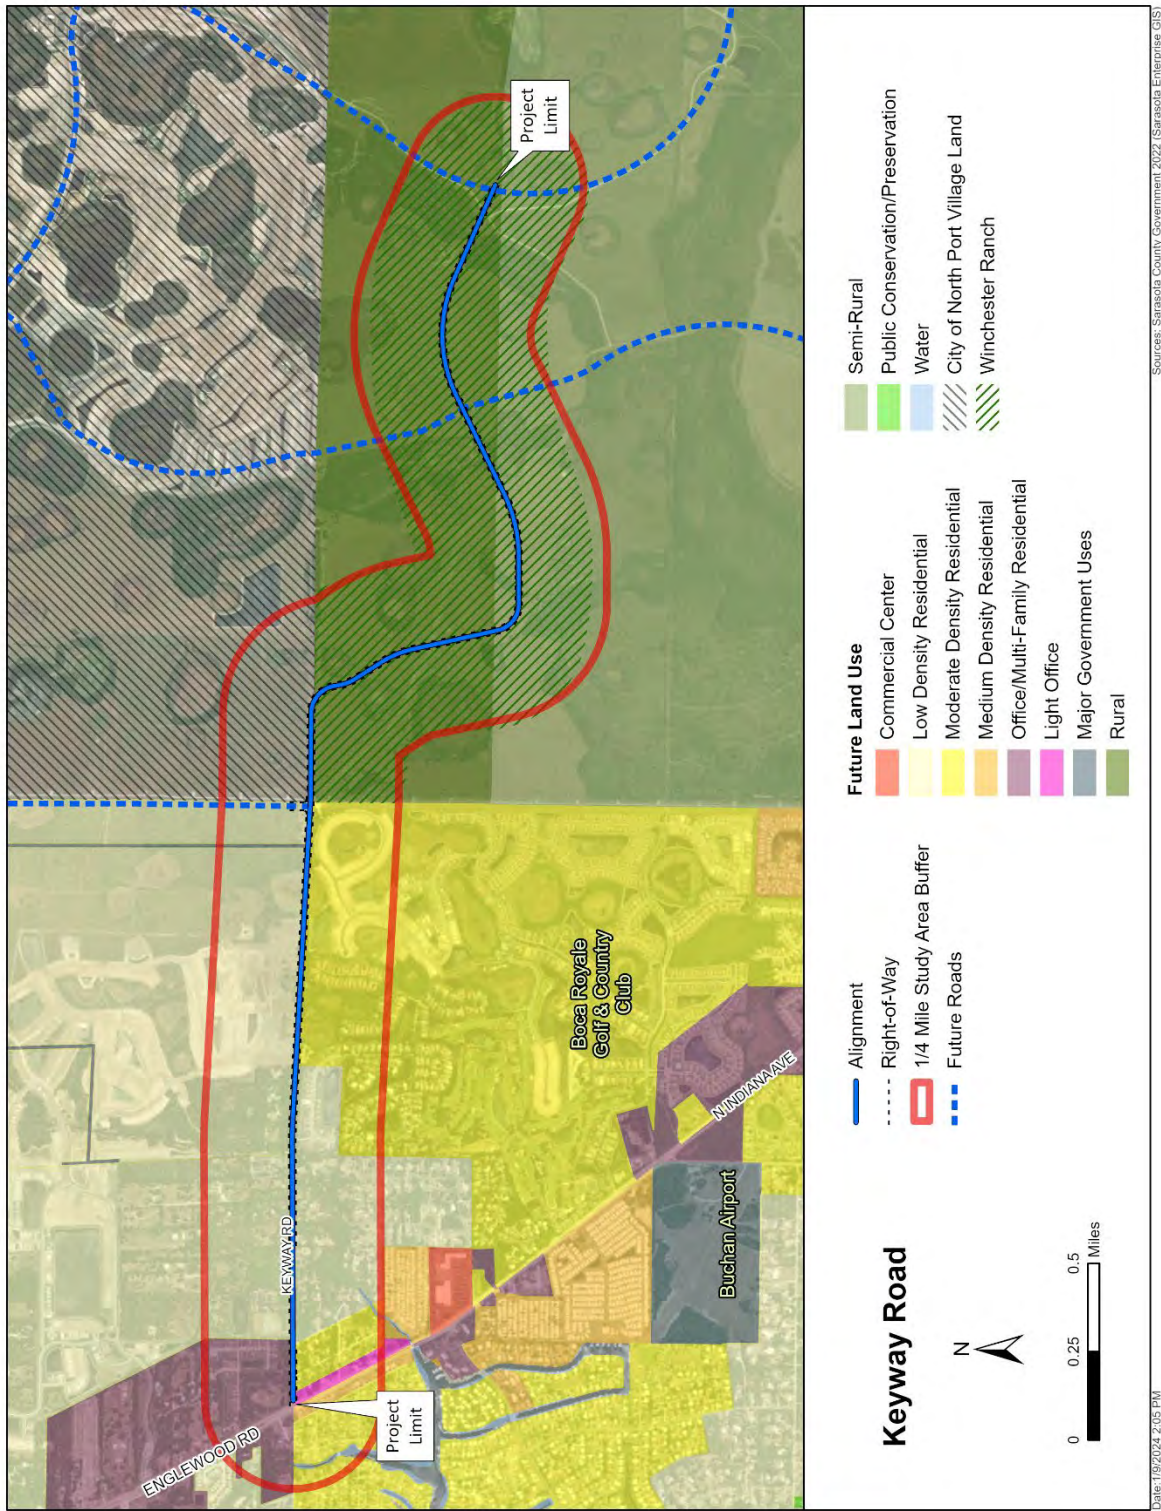 Project
Limit
Project
Limit
KEYWAY RD
ENGLEWOOD RD
Boca Royale
Golf & Country
Club
N INDIANA AVE
Buchan Airport
Keyway Road
N
0
0.25
0.5
Miles
Alignment
Right-of-Way
1/4 Mile Study Area Buffer
Future Roads
Future Land Use
Commercial Center
Low Density Residential
Moderate Density Residential
Medium Density Residential
Office/Multi-Family Residential
Light Office
Major Government Uses
Rural
Semi-Rural
Public Conservation/Preservation
Water
City of North Port Village Land
Winchester Ranch
Date: 1/9/2024 2:05 PM
Sources: Sarasota County Government 2022 (Sarasota Enterprise GIS)